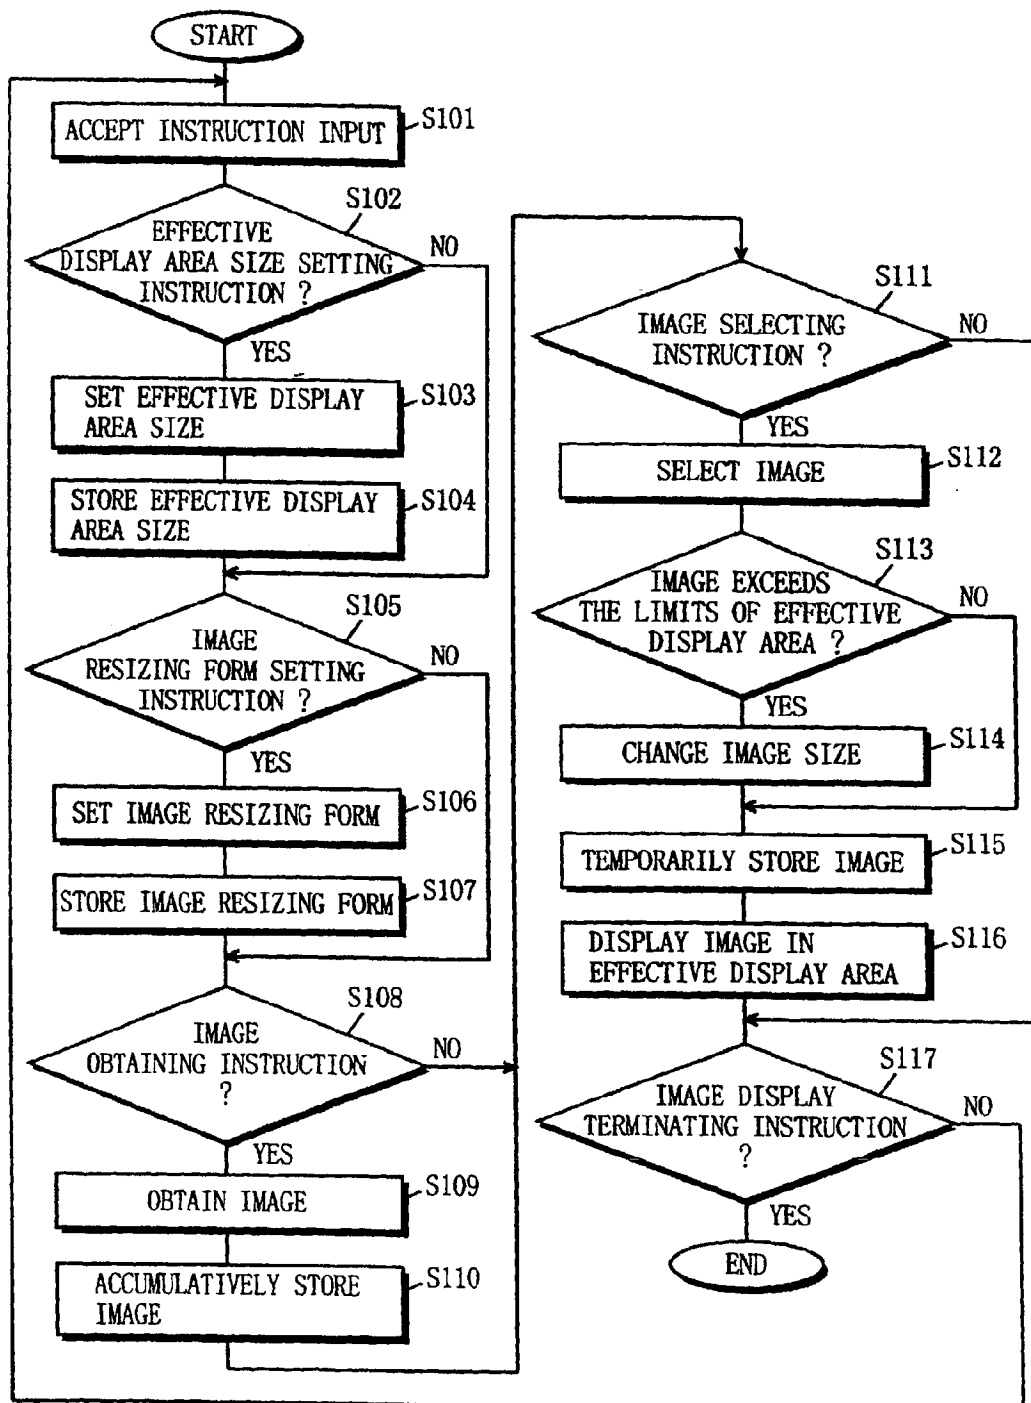 START
ACCEPT INSTRUCTION INPUT
S101
S102
EFFECTIVE
DISPLAY AREA SIZE SETTING
INSTRUCTION ?
NO
YES
SET EFFECTIVE DISPLAY
AREA SIZE
S103
STORE EFFECTIVE DISPLAY
AREA SIZE
S104
S105
IMAGE
RESIZING FORM SETTING
INSTRUCTION ?
NO
YES
SET IMAGE RESIZING FORM
S106
STORE IMAGE RESIZING FORM
S107
S108
IMAGE
OBTAINING INSTRUCTION
?
NO
YES
OBTAIN IMAGE
S109
ACCUMULATIVELY STORE
IMAGE
S110
S111
IMAGE SELECTING
INSTRUCTION ?
NO
YES
SELECT IMAGE
S112
S113
IMAGE EXCEEDS
THE LIMITS OF EFFECTIVE
DISPLAY AREA ?
NO
YES
CHANGE IMAGE SIZE
S114
TEMPORARILY STORE IMAGE
S115
DISPLAY IMAGE IN
EFFECTIVE DISPLAY AREA
S116
S117
IMAGE DISPLAY
TERMINATING INSTRUCTION
?
NO
YES
END